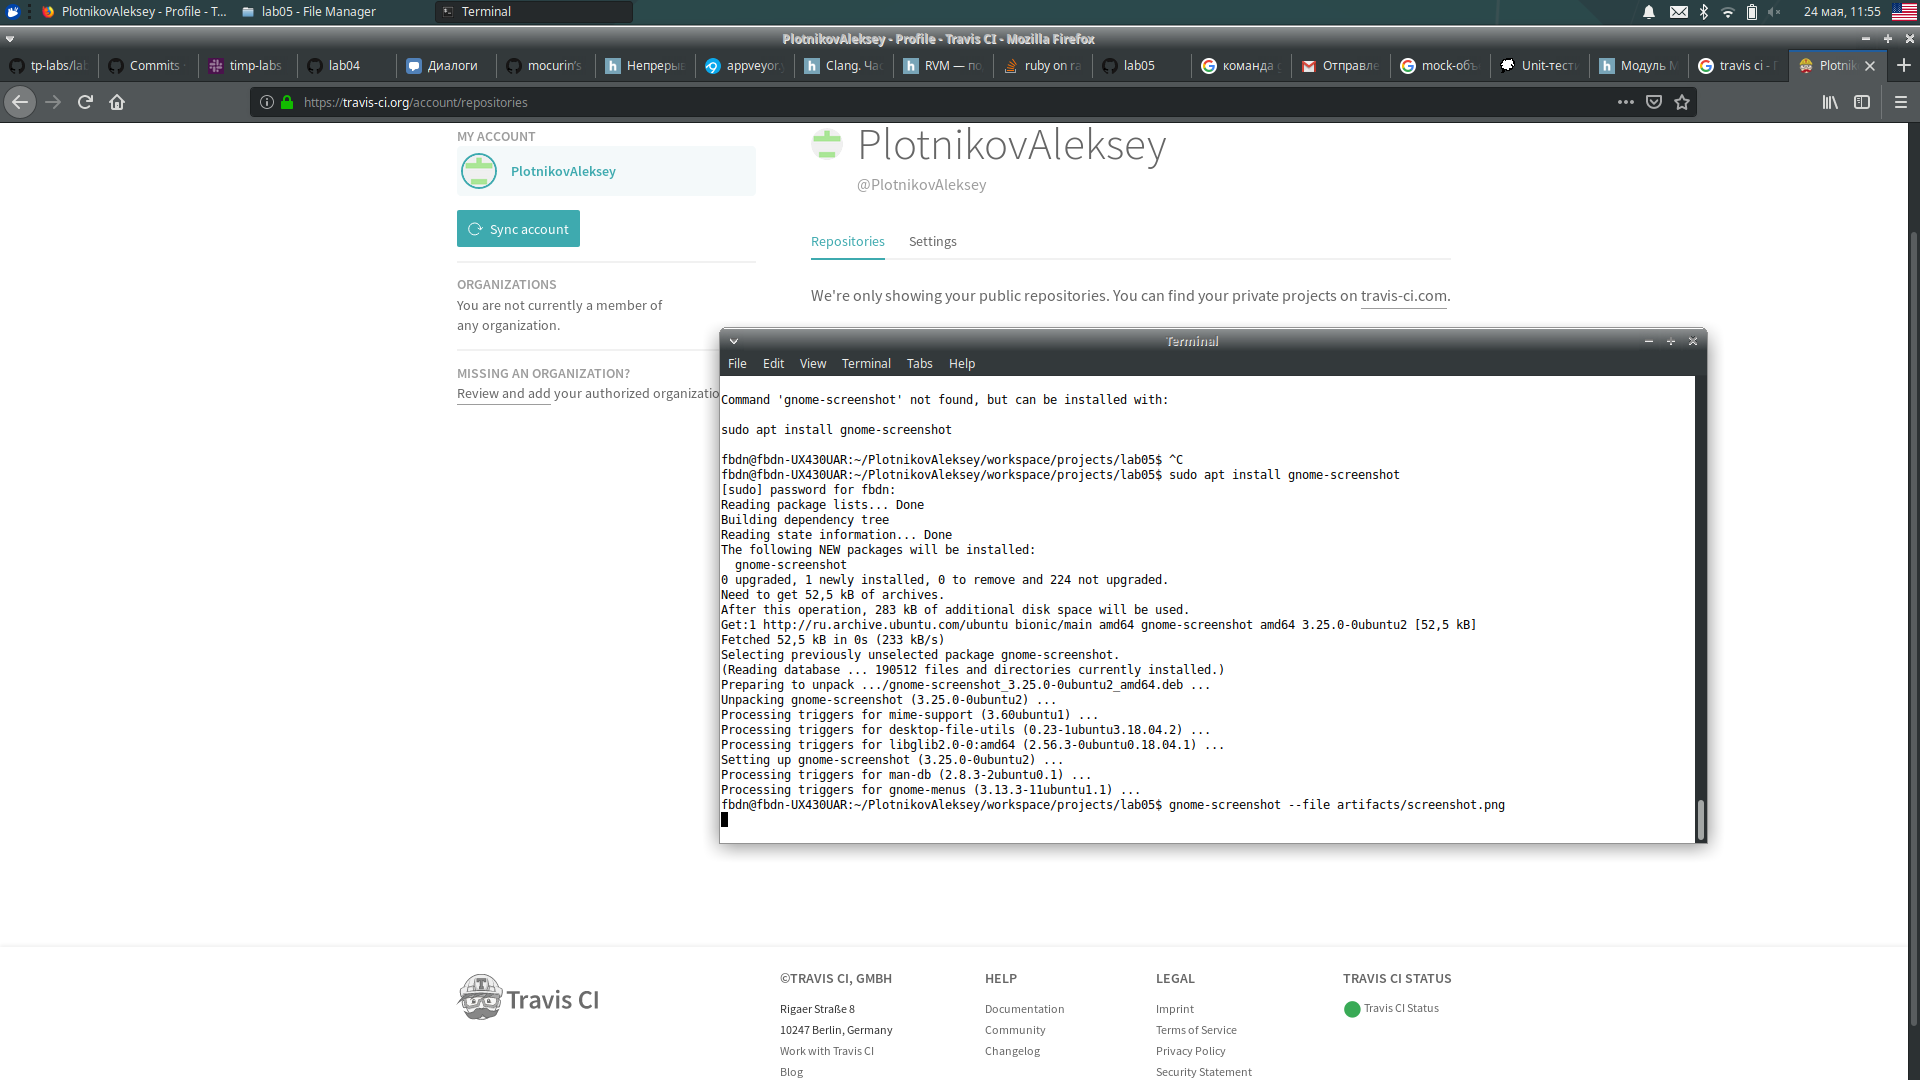 PlotnikovAleksey - Profile - T...
lab05 - File Manager
Terminal
24 мая, 11:55
PlotnikovAleksey - Profile - Travis CI - Mozilla Firefox
tp-labs/lab
Commits
timp-labs
lab04
Диалоги
mocurin's
Непрерыв
appveyor.
Clang. Ча
RVM — по
ruby on ra
lab05
команда g
Отправле
mock-объ
Unit-тест
Модуль M
travis ci - 
Plotnik
https://travis-ci.org/account/repositories
MY ACCOUNT
PlotnikovAleksey
Sync account
ORGANIZATIONS
You are not currently a member of
any organization.
MISSING AN ORGANIZATION?
Review and add your authorized organizatio
PlotnikovAleksey
@PlotnikovAleksey
Repositories
Settings
We're only showing your public repositories. You can find your private projects on travis-ci.com.
Terminal
File Edit View Terminal Tabs Help
Command 'gnome-screenshot' not found, but can be installed with:
sudo apt install gnome-screenshot
fbdn@fbdn-UX430UAR:~/PlotnikovAleksey/workspace/projects/lab05$ ^C
fbdn@fbdn-UX430UAR:~/PlotnikovAleksey/workspace/projects/lab05$ sudo apt install gnome-screenshot
[sudo] password for fbdn:
Reading package lists... Done
Building dependency tree
Reading state information... Done
The following NEW packages will be installed:
  gnome-screenshot
0 upgraded, 1 newly installed, 0 to remove and 224 not upgraded.
Need to get 52,5 kB of archives.
After this operation, 283 kB of additional disk space will be used.
Get:1 http://ru.archive.ubuntu.com/ubuntu bionic/main amd64 gnome-screenshot amd64 3.25.0-0ubuntu2 [52,5 kB]
Fetched 52,5 kB in 0s (233 kB/s)
Selecting previously unselected package gnome-screenshot.
(Reading database ... 190512 files and directories currently installed.)
Preparing to unpack .../gnome-screenshot_3.25.0-0ubuntu2_amd64.deb ...
Unpacking gnome-screenshot (3.25.0-0ubuntu2) ...
Processing triggers for mime-support (3.60ubuntu1) ...
Processing triggers for desktop-file-utils (0.23-1ubuntu3.18.04.2) ...
Processing triggers for libglib2.0-0:amd64 (2.56.3-0ubuntu0.18.04.1) ...
Setting up gnome-screenshot (3.25.0-0ubuntu2) ...
Processing triggers for man-db (2.8.3-2ubuntu0.1) ...
Processing triggers for gnome-menus (3.13.3-11ubuntu1.1) ...
fbdn@fbdn-UX430UAR:~/PlotnikovAleksey/workspace/projects/lab05$ gnome-screenshot --file artifacts/screenshot.png
Travis CI
©TRAVIS CI, GMBH
Rigaer Straße 8
10247 Berlin, Germany
Work with Travis CI
Blog
HELP
Documentation
Community
Changelog
LEGAL
Imprint
Terms of Service
Privacy Policy
Security Statement
TRAVIS CI STATUS
Travis CI Status